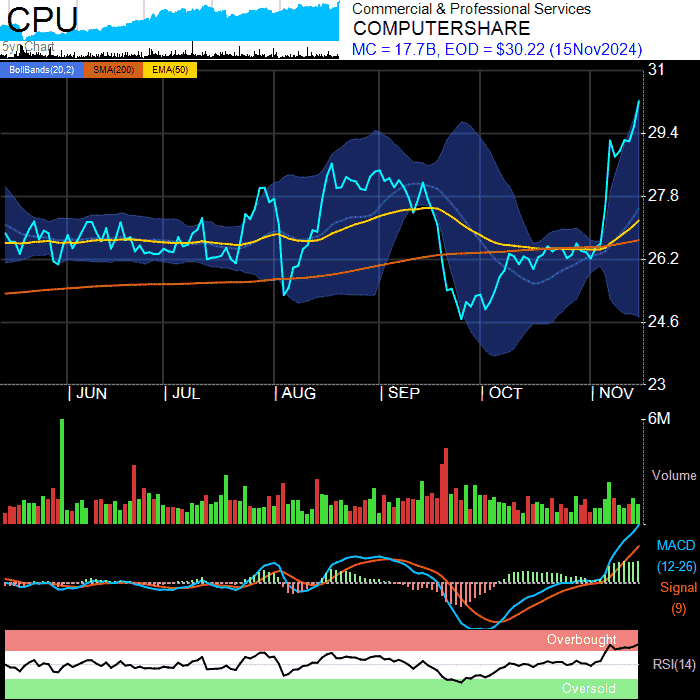 CPU
5yr Chart
Commercial & Professional Services
COMPUTERSHARE
MC = 17.7B, EOD = $30.22 (15Nov2024)
BollBands(20,2) SMA(200) EMA(50)
31
29.4
27.8
26.2
24.6
23
JUN JUL AUG SEP OCT NOV
6M
Volume
MACD
(12-26)
Signal
(9)
Overbought
RSI(14)
Oversold